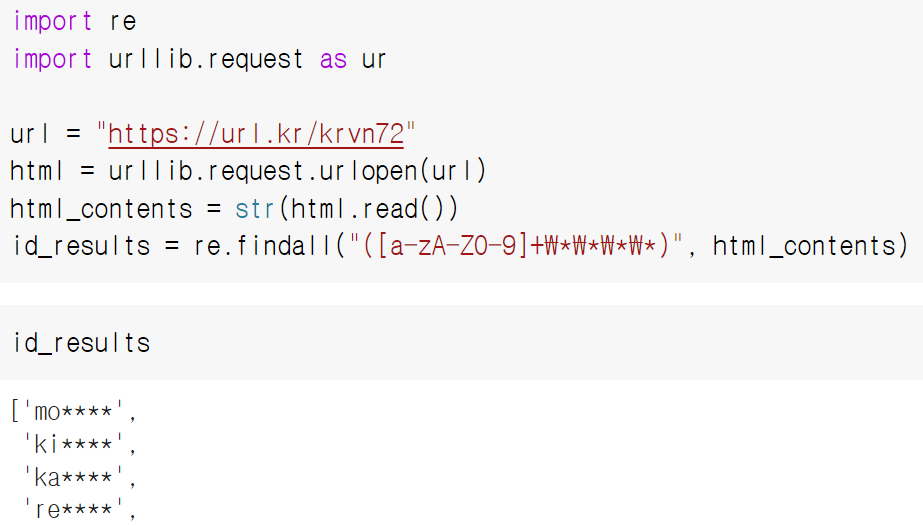 import re
import urllib.request as ur
url = "https://url.kr/krvn72"
html = urllib.request.urlopen(url)
html_contents = str(html.read())
id_results = re.findall("([a-zA-Z0-9]+₩*₩*₩*₩*)", html_contents)
id_results
['mo****',
'ki****',
'ka****',
're****',